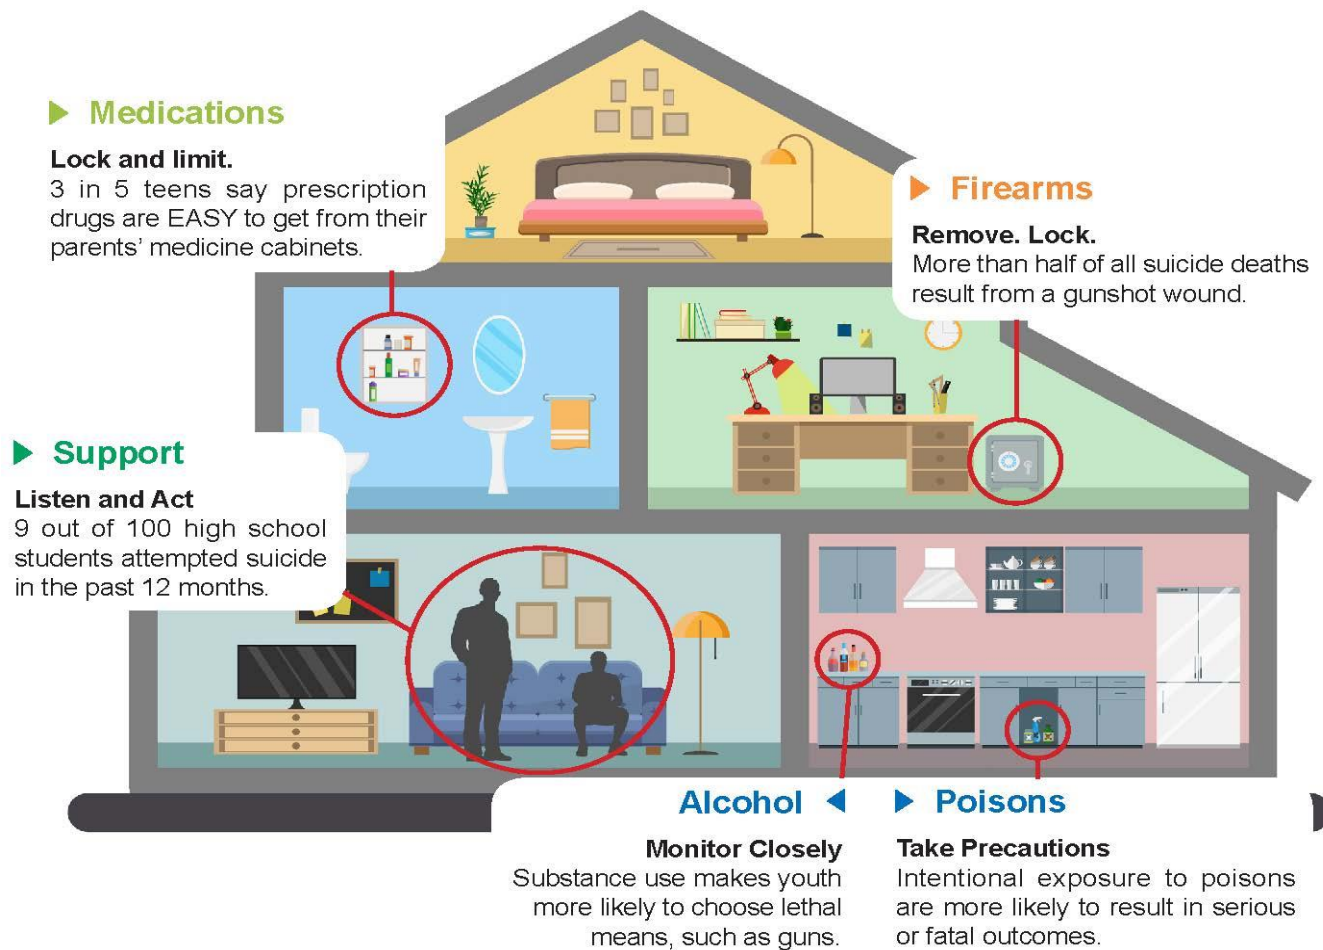 Medications
Lock and limit.
3 in 5 teens say prescription
drugs are EASY to get from their
parents’ medicine cabinets.
Firearms
Remove. Lock.
More than half of all suicide deaths
result from a gunshot wound.
Support
Listen and Act
9 out of 100 high school
students attempted suicide
in the past 12 months.
Alcohol
Monitor Closely
Substance use makes youth
more likely to choose lethal
means, such as guns.
Poisons
Take Precautions
Intentional exposure to poisons
are more likely to result in serious
or fatal outcomes.